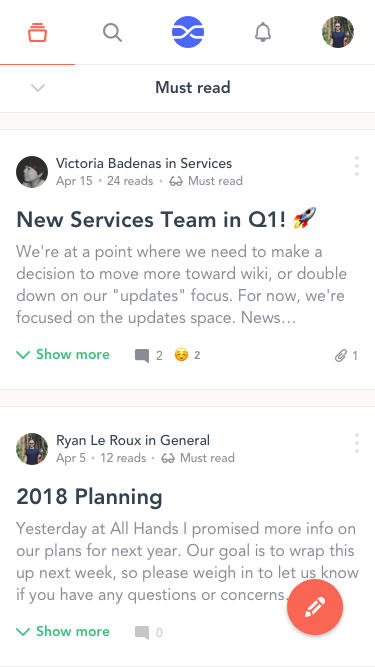 Must read
Victoria Badenas in Services
Apr 15 • 24 reads • Must read
New Services Team in Q1! 🚀
We're at a point where we need to make a
decision to move more toward wiki, or double
down on our "updates" focus. For now, we're
focused on the updates space. News…
Show more 2 ☺️ 2 1
Ryan Le Roux in General
Apr 5 • 12 reads • Must read
2018 Planning
Yesterday at All Hands I promised more info on
our plans for next year. Our goal is to wrap this
up next week, so please weigh in to let us know
if you have any questions or concerns.
Show more 0